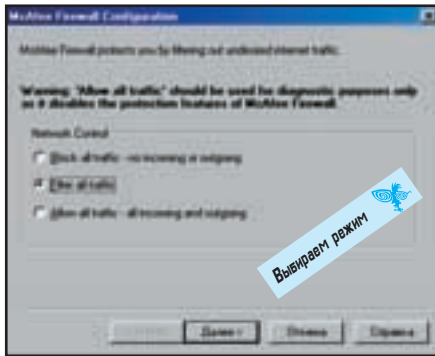 McAfee Firewall Configuration
McAfee Firewall protects you by filtering out undesired internet traffic.
Warning: "Allow all traffic" should be used for diagnostic purposes only
as it disables the protection features of McAfee Firewall.
Network Control
Block all traffic - no incoming or outgoing
Filter all traffic
Allow all traffic - all incoming and outgoing
Выбираем режим
Далее >
Отмена
Справка